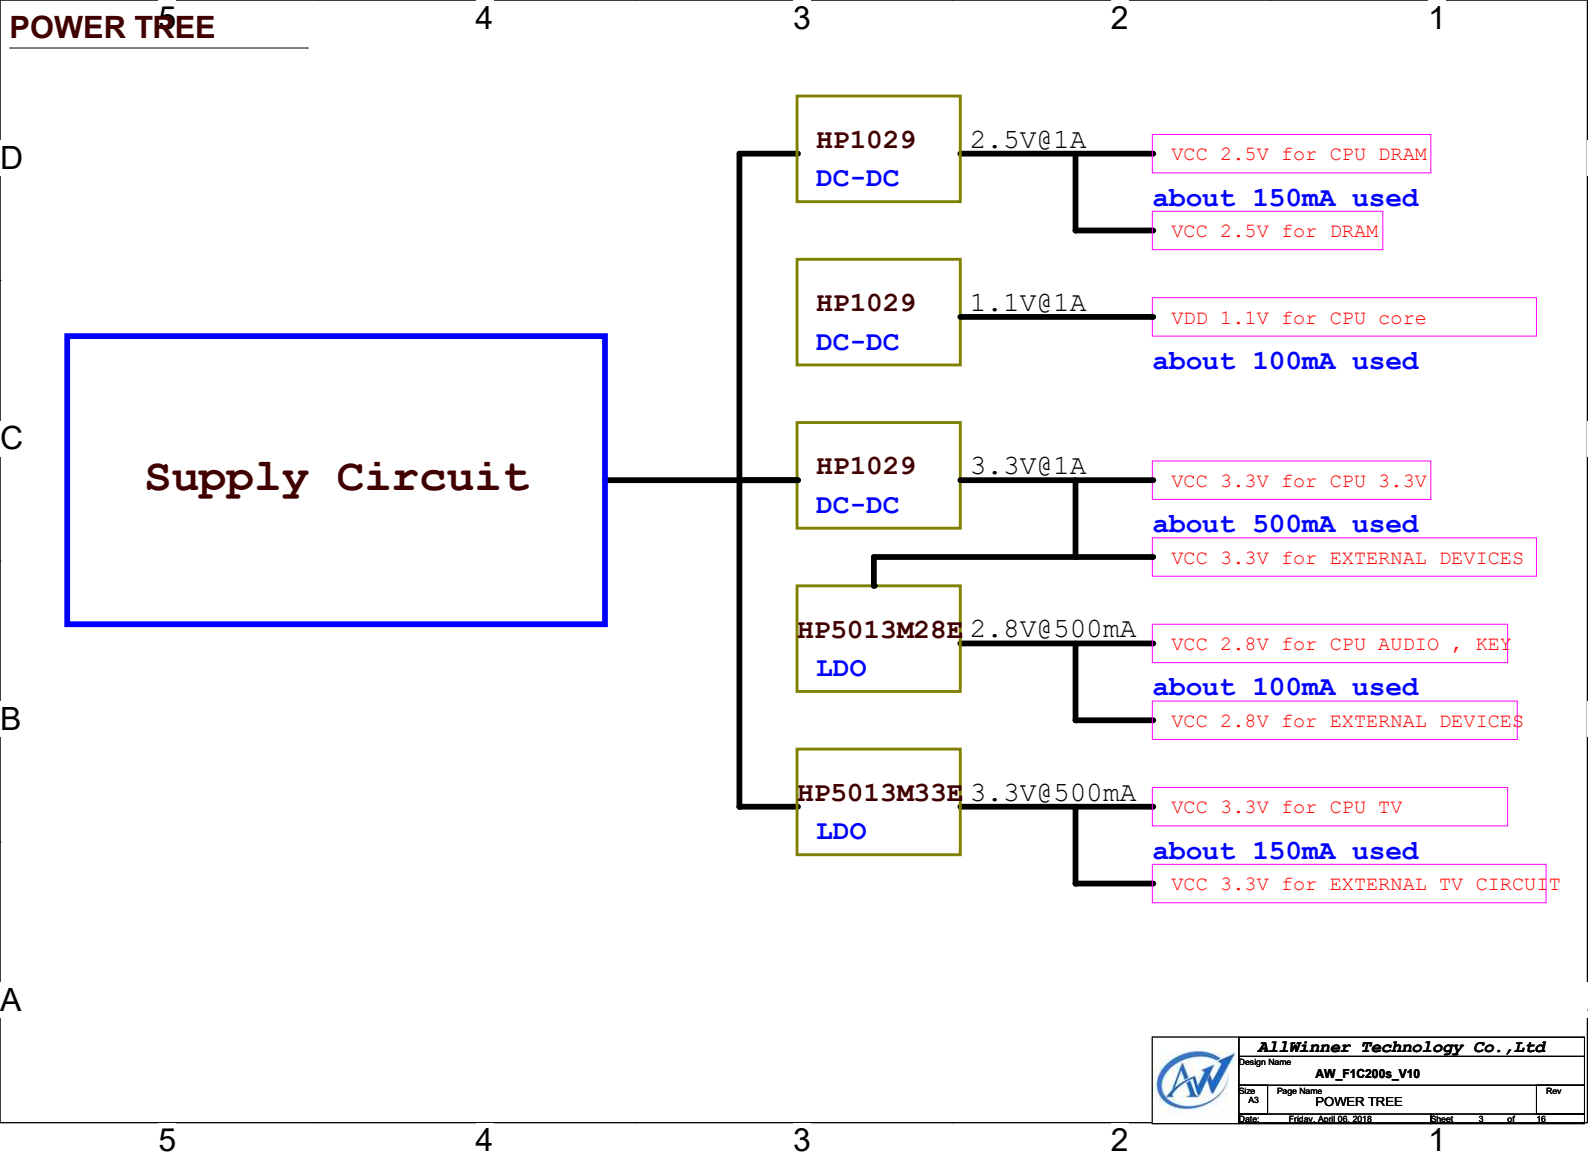 POWER TREE
5 4 3 2 1
D
C
B
A
HP1029
DC-DC
2.5V@1A
VCC 2.5V for CPU DRAM
about 150mA used
VCC 2.5V for DRAM
HP1029
DC-DC
1.1V@1A
VDD 1.1V for CPU core
about 100mA used
Supply Circuit
HP1029
DC-DC
3.3V@1A
VCC 3.3V for CPU 3.3V
about 500mA used
VCC 3.3V for EXTERNAL DEVICES
HP5013M28E
LDO
2.8V@500mA
VCC 2.8V for CPU AUDIO , KEY
about 100mA used
VCC 2.8V for EXTERNAL DEVICES
HP5013M33E
LDO
3.3V@500mA
VCC 3.3V for CPU TV
about 150mA used
VCC 3.3V for EXTERNAL TV CIRCUIT
AW
AllWinner Technology Co.,Ltd
Design Name
AW_F1C200s_V10
Size
A3
Page Name
POWER TREE
Rev
Date: Friday, April 06, 2018 Sheet 3 of 16
5 4 3 2 1